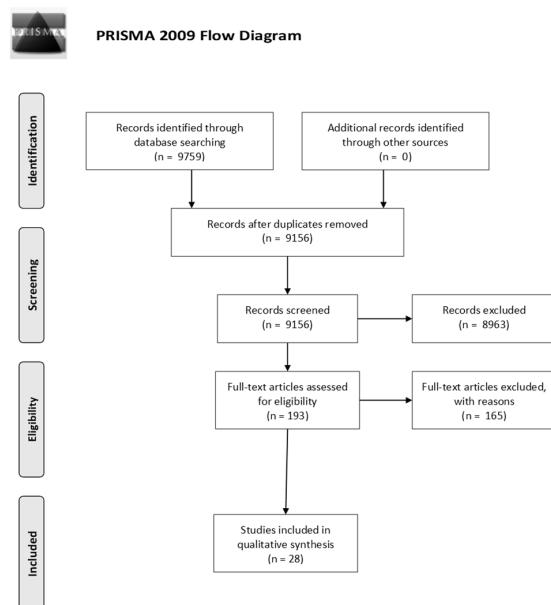 PRISMA
PRISMA 2009 Flow Diagram
Identification
Records identified through
database searching
(n = 9759)
Additional records identified
through other sources
(n = 0)
Records after duplicates removed
(n = 9156)
Screening
Records screened
(n = 9156)
Records excluded
(n = 8963)
Eligibility
Full-text articles assessed
for eligibility
(n = 193)
Full-text articles excluded,
with reasons
(n = 165)
Included
Studies included in
qualitative synthesis
(n = 28)